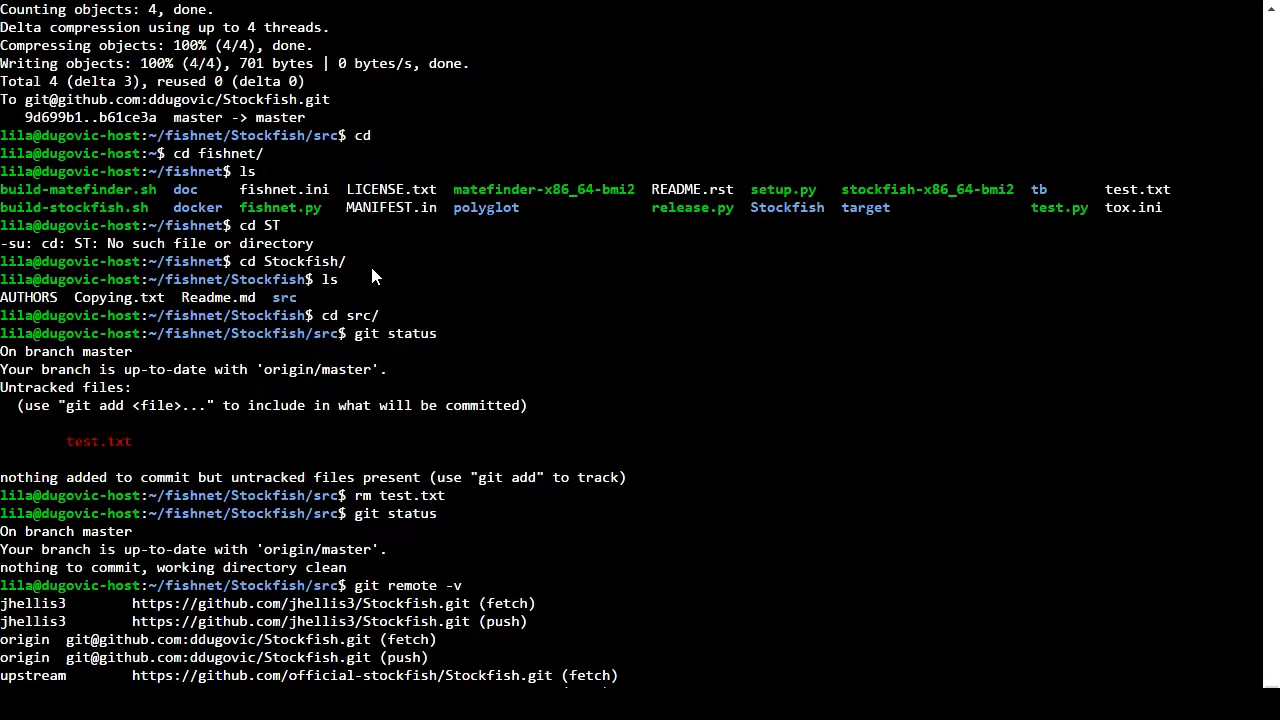 Counting objects: 4, done.
Delta compression using up to 4 threads.
Compressing objects: 100% (4/4), done.
Writing objects: 100% (4/4), 701 bytes | 0 bytes/s, done.
Total 4 (delta 3), reused 0 (delta 0)
To git@github.com:ddugovic/Stockfish.git
   9d699b1..b61ce3a  master -> master
lila@dugovic-host:~/fishnet/Stockfish/src$ cd
lila@dugovic-host:~$ cd fishnet/
lila@dugovic-host:~/fishnet$ ls
build-matefinder.sh  doc     fishnet.ini  LICENSE.txt  matefinder-x86_64-bmi2  README.rst  setup.py   stockfish-x86_64-bmi2  tb       test.txt
build-stockfish.sh   docker  fishnet.py   MANIFEST.in  polyglot                release.py  Stockfish  target                 test.py  tox.ini
lila@dugovic-host:~/fishnet$ cd ST
-su: cd: ST: No such file or directory
lila@dugovic-host:~/fishnet$ cd Stockfish/
lila@dugovic-host:~/fishnet/Stockfish$ ls
AUTHORS  Copying.txt  Readme.md  src
lila@dugovic-host:~/fishnet/Stockfish$ cd src/
lila@dugovic-host:~/fishnet/Stockfish/src$ git status
On branch master
Your branch is up-to-date with 'origin/master'.
Untracked files:
  (use "git add <file>..." to include in what will be committed)
        test.txt
nothing added to commit but untracked files present (use "git add" to track)
lila@dugovic-host:~/fishnet/Stockfish/src$ rm test.txt
lila@dugovic-host:~/fishnet/Stockfish/src$ git status
On branch master
Your branch is up-to-date with 'origin/master'.
nothing to commit, working directory clean
lila@dugovic-host:~/fishnet/Stockfish/src$ git remote -v
jhellis3        https://github.com/jhellis3/Stockfish.git (fetch)
jhellis3        https://github.com/jhellis3/Stockfish.git (push)
origin  git@github.com:ddugovic/Stockfish.git (fetch)
origin  git@github.com:ddugovic/Stockfish.git (push)
upstream        https://github.com/official-stockfish/Stockfish.git (fetch)